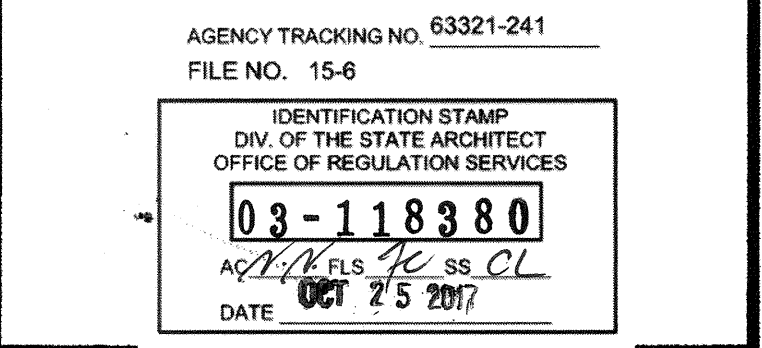 AGENCY TRACKING NO. 63321-241
FILE NO. 15-6
IDENTIFICATION STAMP
DIV. OF THE STATE ARCHITECT
OFFICE OF REGULATION SERVICES
03-118380
AC N.N. FLS SS CL
DATE OCT 25 2017